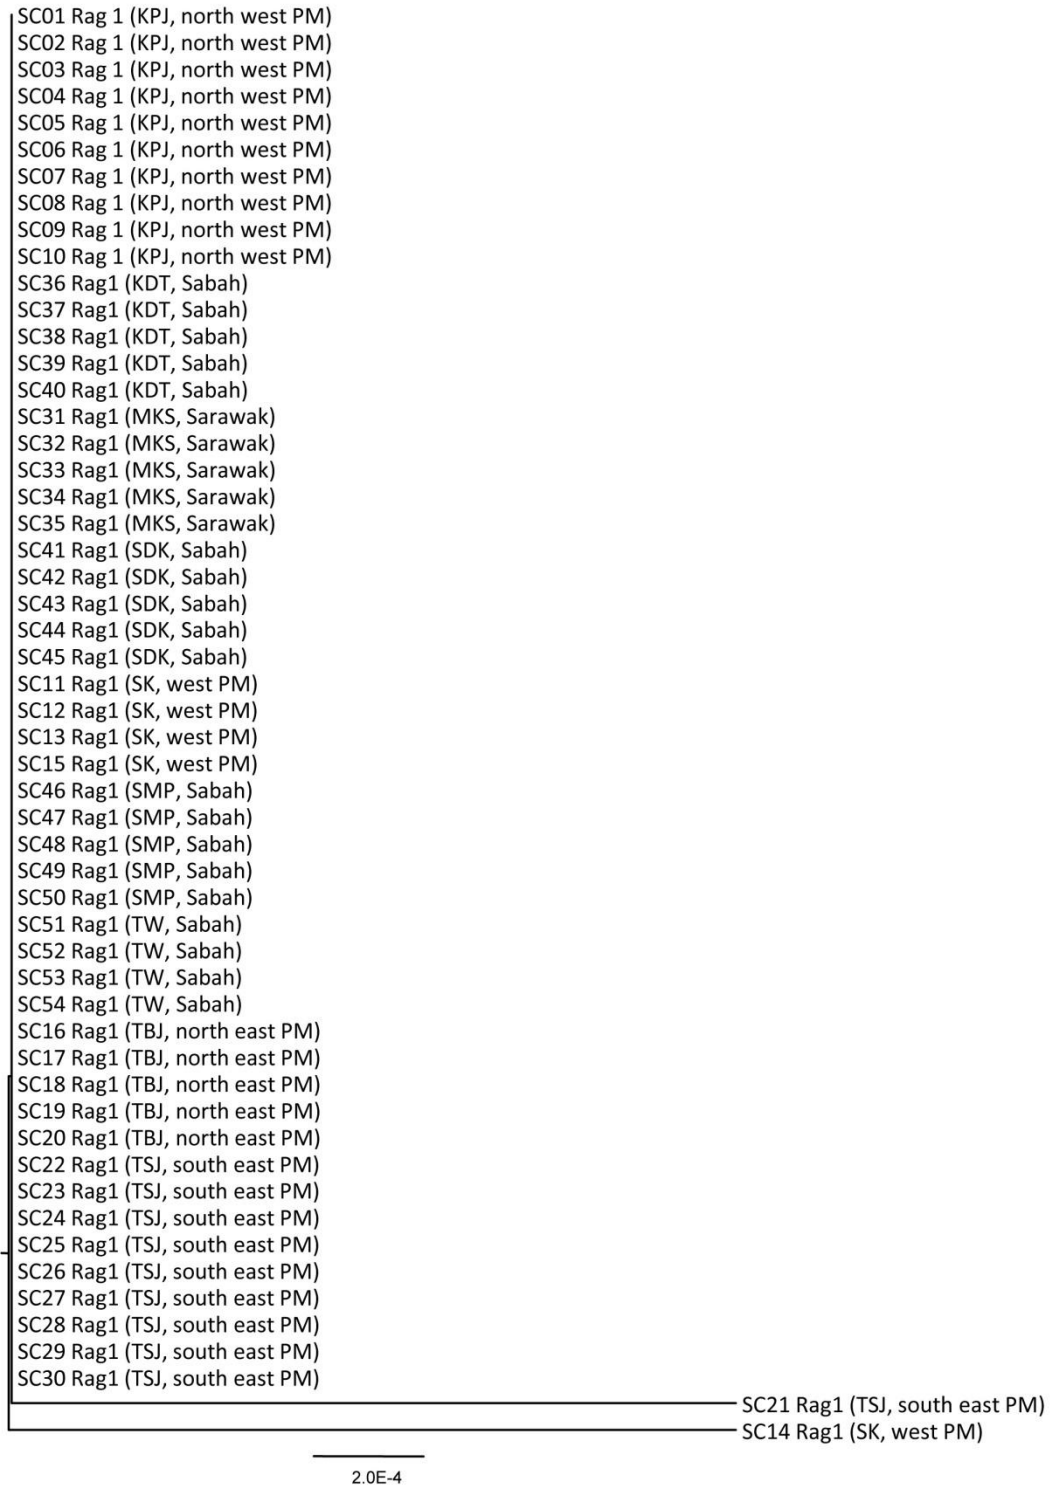 SC01 Rag 1 (KPJ, north west PM)
SC02 Rag 1 (KPJ, north west PM)
SC03 Rag 1 (KPJ, north west PM)
SC04 Rag 1 (KPJ, north west PM)
SC05 Rag 1 (KPJ, north west PM)
SC06 Rag 1 (KPJ, north west PM)
SC07 Rag 1 (KPJ, north west PM)
SC08 Rag 1 (KPJ, north west PM)
SC09 Rag 1 (KPJ, north west PM)
SC10 Rag 1 (KPJ, north west PM)
SC36 Rag1 (KDT, Sabah)
SC37 Rag1 (KDT, Sabah)
SC38 Rag1 (KDT, Sabah)
SC39 Rag1 (KDT, Sabah)
SC40 Rag1 (KDT, Sabah)
SC31 Rag1 (MKS, Sarawak)
SC32 Rag1 (MKS, Sarawak)
SC33 Rag1 (MKS, Sarawak)
SC34 Rag1 (MKS, Sarawak)
SC35 Rag1 (MKS, Sarawak)
SC41 Rag1 (SDK, Sabah)
SC42 Rag1 (SDK, Sabah)
SC43 Rag1 (SDK, Sabah)
SC44 Rag1 (SDK, Sabah)
SC45 Rag1 (SDK, Sabah)
SC11 Rag1 (SK, west PM)
SC12 Rag1 (SK, west PM)
SC13 Rag1 (SK, west PM)
SC15 Rag1 (SK, west PM)
SC46 Rag1 (SMP, Sabah)
SC47 Rag1 (SMP, Sabah)
SC48 Rag1 (SMP, Sabah)
SC49 Rag1 (SMP, Sabah)
SC50 Rag1 (SMP, Sabah)
SC51 Rag1 (TW, Sabah)
SC52 Rag1 (TW, Sabah)
SC53 Rag1 (TW, Sabah)
SC54 Rag1 (TW, Sabah)
SC16 Rag1 (TBJ, north east PM)
SC17 Rag1 (TBJ, north east PM)
SC18 Rag1 (TBJ, north east PM)
SC19 Rag1 (TBJ, north east PM)
SC20 Rag1 (TBJ, north east PM)
SC22 Rag1 (TSJ, south east PM)
SC23 Rag1 (TSJ, south east PM)
SC24 Rag1 (TSJ, south east PM)
SC25 Rag1 (TSJ, south east PM)
SC26 Rag1 (TSJ, south east PM)
SC27 Rag1 (TSJ, south east PM)
SC28 Rag1 (TSJ, south east PM)
SC29 Rag1 (TSJ, south east PM)
SC30 Rag1 (TSJ, south east PM)
SC21 Rag1 (TSJ, south east PM)
SC14 Rag1 (SK, west PM)
2.0E-4